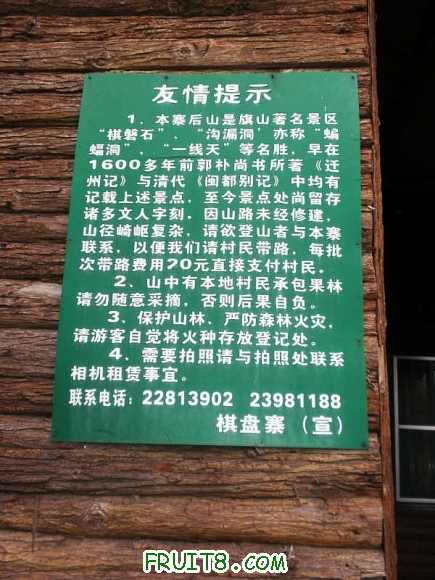 友情提示
1、本寨后山是旗山著名景区
“棋磐石”、“沟漏洞’亦称“蝙
蝠洞”、“一线天”等名胜，早在
1600多年前郭朴尚书所著《迁
州记》与清代《闽都别记》中均有
记载上述景点，至今景点处尚留存
诸多文人字刻，因山路未经修建，
山径崎岖复杂，请欲登山者与本寨
联系，以便我们请村民带路，每批
次带路费用20元直接支付村民。
2、山中有本地村民承包果林
请勿随意采摘，否则后果自负。
3、保护山林，严防森林火灾，
请游客自觉将火种存放登记处。
4、需要拍照请与拍照处联系
相机租赁事宜。
联系电话：22813902 23981188
棋盘寨（宣）
FRUIT8.COM